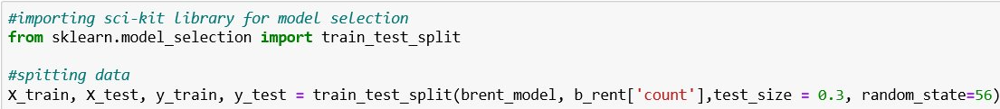 #importing sci-kit library for model selection
from sklearn.model_selection import train_test_split
#spitting data
X_train, X_test, y_train, y_test = train_test_split(brent_model, b_rent['count'],test_size = 0.3, random_state=56)